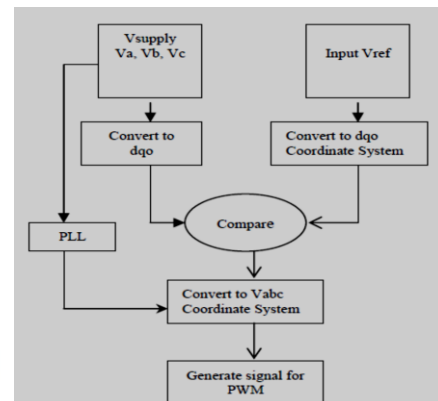 Vsupply
Va, Vb, Vc
Input Vref
Convert to
dqo
Convert to dqo
Coordinate System
Compare
PLL
Convert to Vabc
Coordinate System
Generate signal for
PWM